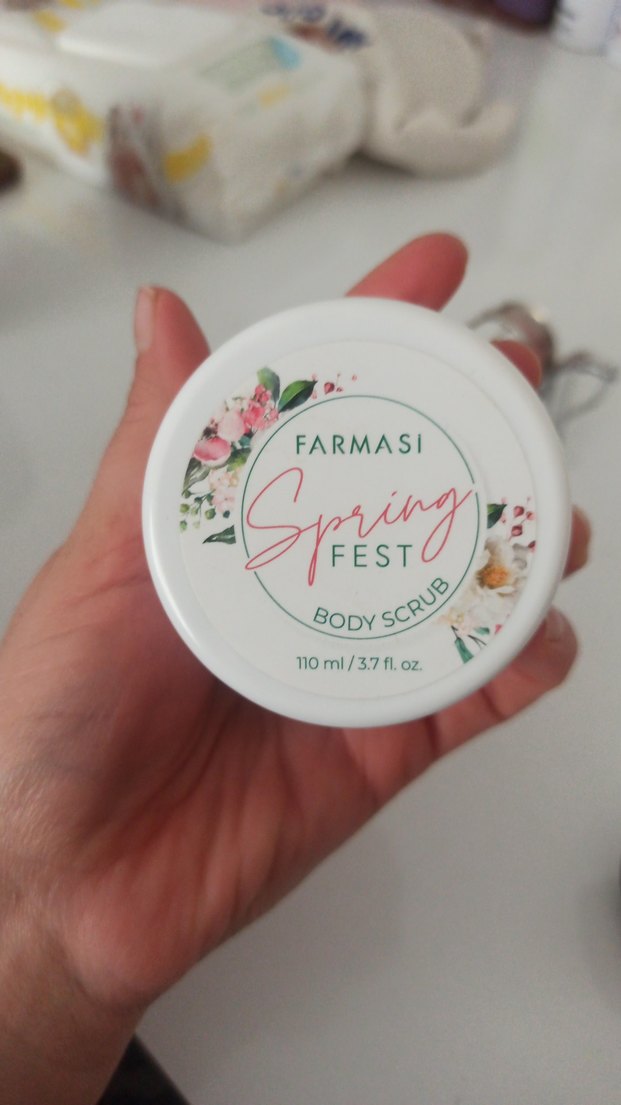 FARMASi
Spring
FEST
BODY SCRUB
110 ml / 3.7 fl. oz.